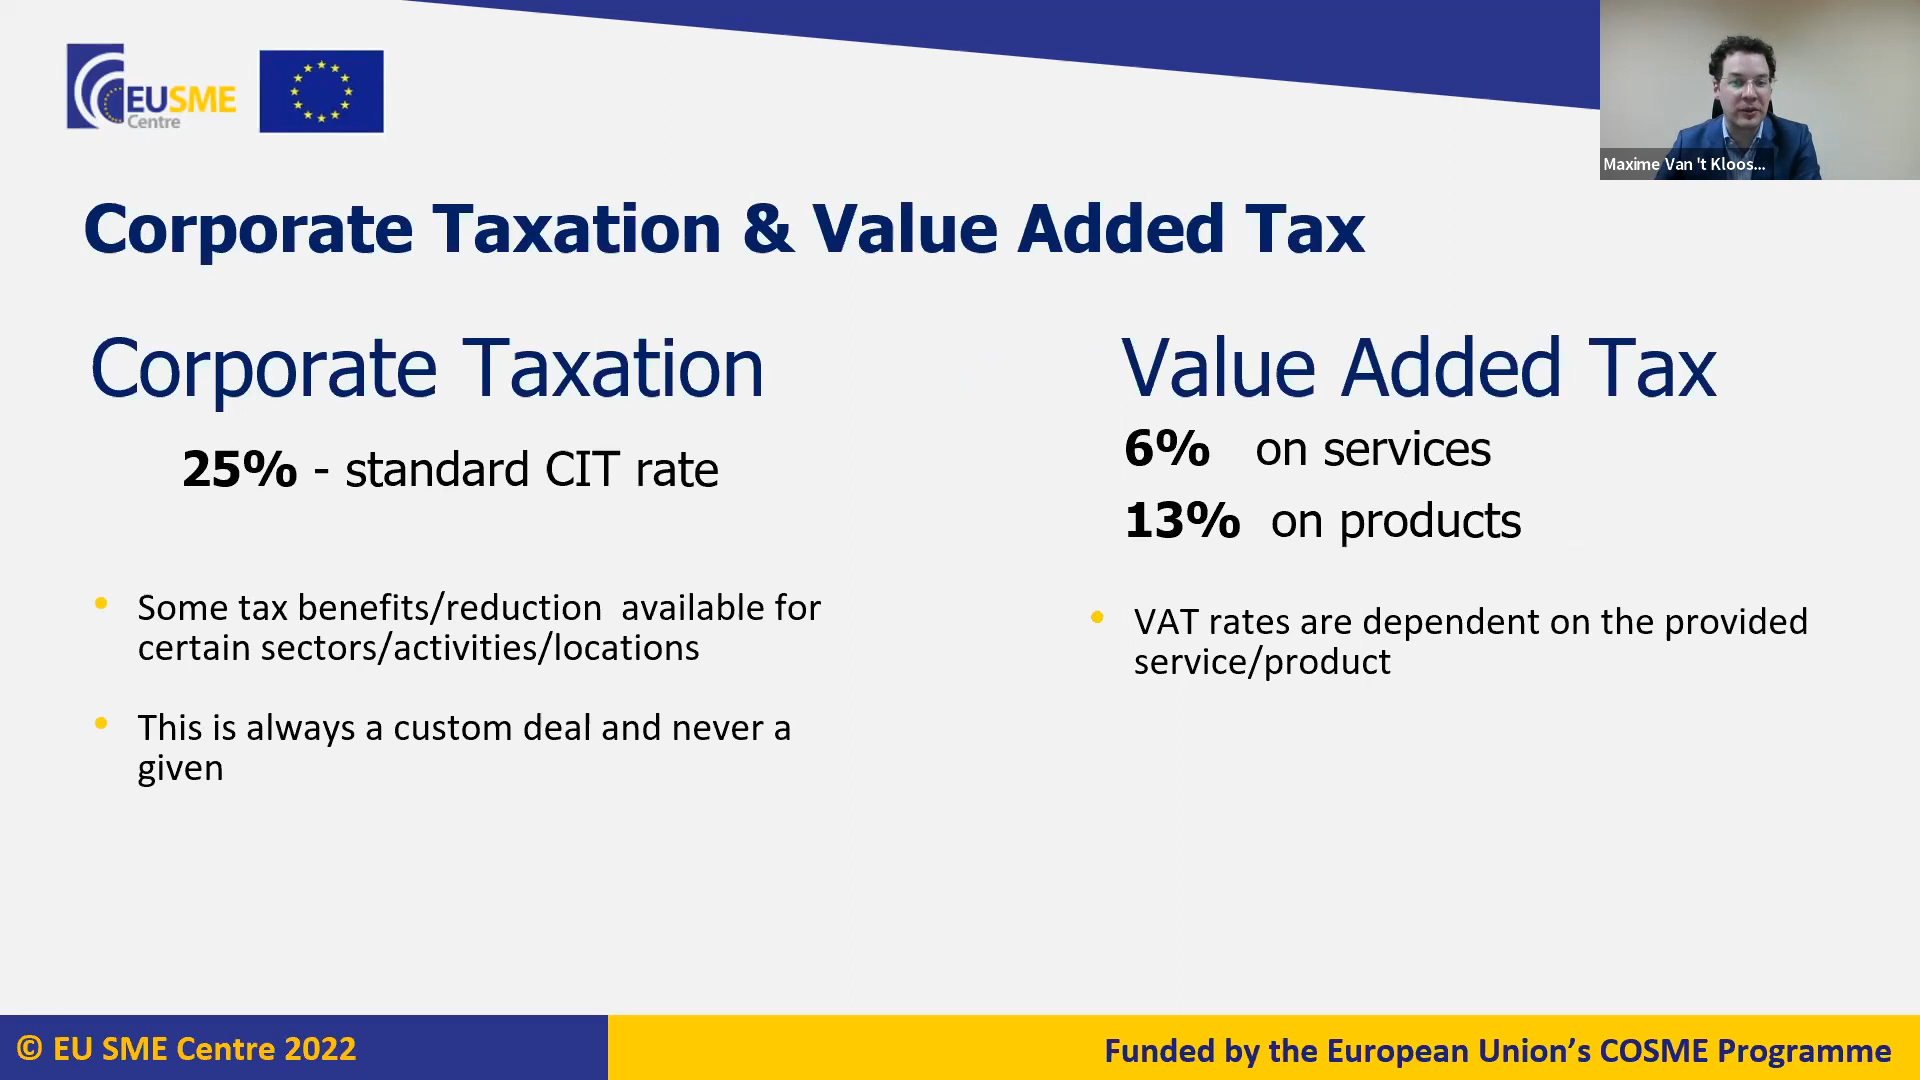 EUSME
Centre
Maxime Van 't Kloos...
Corporate Taxation & Value Added Tax
Corporate Taxation
25% - standard CIT rate
• Some tax benefits/reduction available for
certain sectors/activities/locations
• This is always a custom deal and never a
given
Value Added Tax
6% on services
13% on products
• VAT rates are dependent on the provided
service/product
© EU SME Centre 2022
Funded by the European Union’s COSME Programme